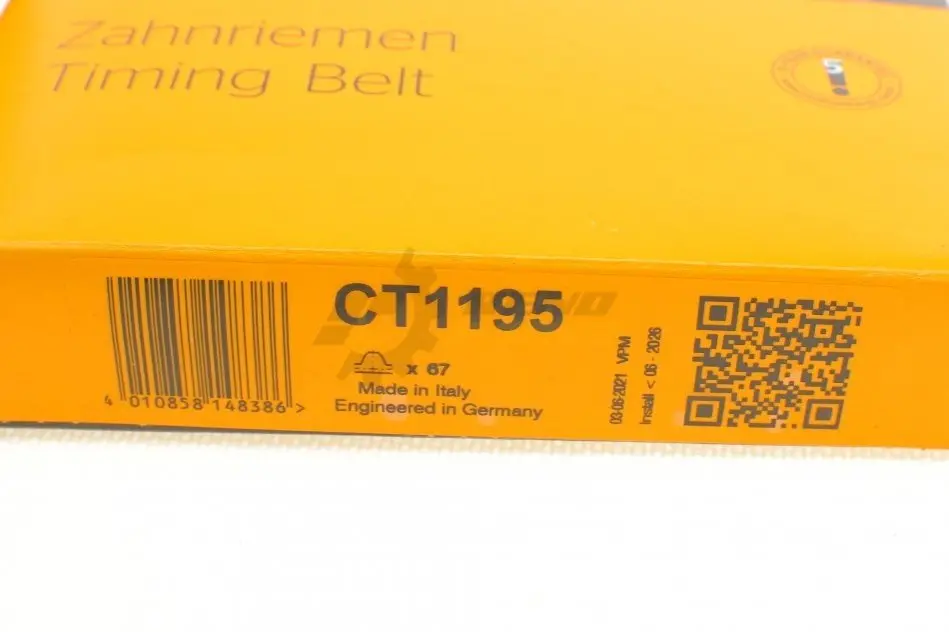 Zahnriemen
Timing Belt
5
CT1195
x 67
Made in Italy
Engineered in Germany
4 010858 148386 >
03-06-2021 VPM
Install < 06 - 2026